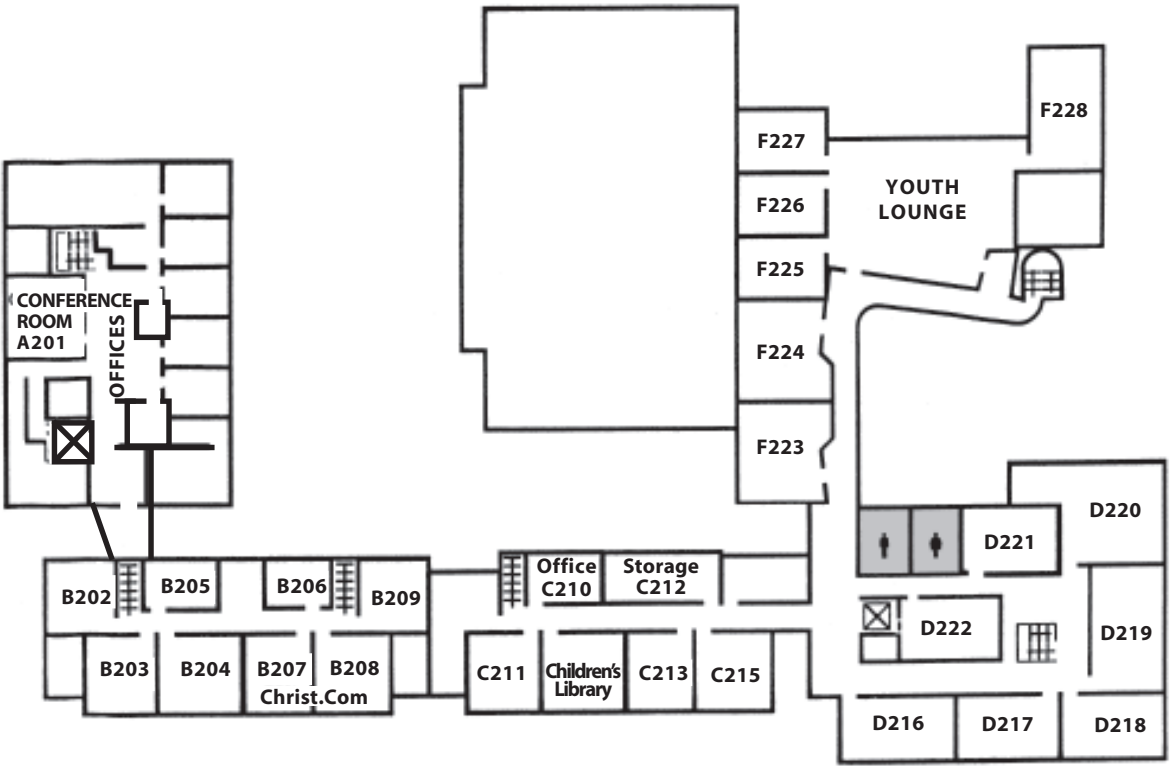 F228
F227
YOUTH
LOUNGE
F226
F225
CONFERENCE
ROOM
A201
OFFICES
F224
F223
D220
D221
Office
C210
Storage
C212
B205
B206
B202
B209
D222
D219
B203
B204
B207
B208
Christ.Com
C211
Children's
Library
C213
C215
D216
D217
D218